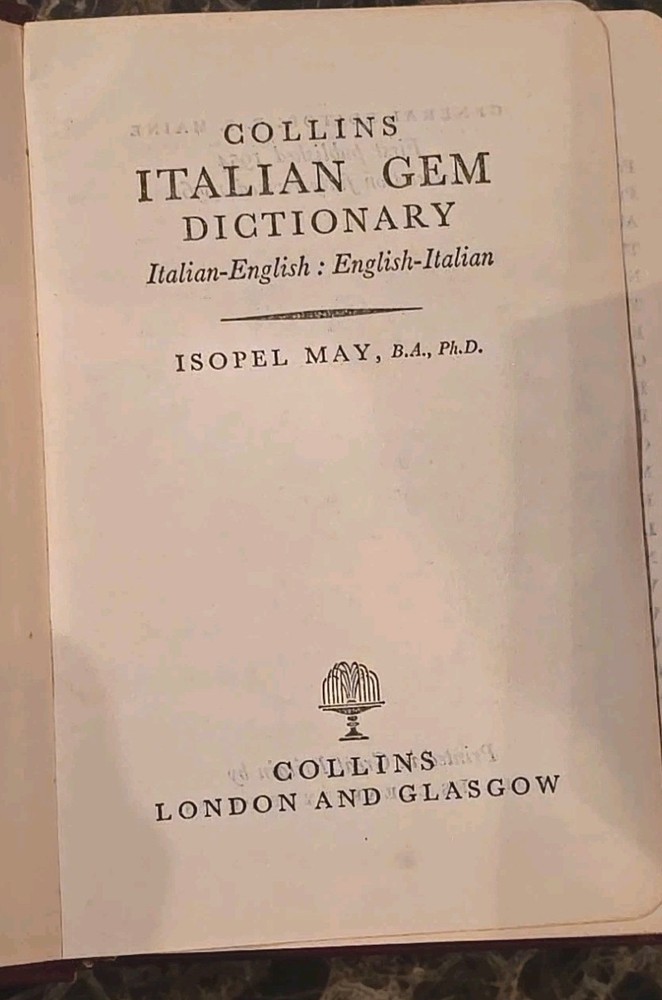 COLLINS
ITALIAN GEM
DICTIONARY
Italian-English : English-Italian
ISOPEL MAY, B.A., Ph.D.
COLLINS
LONDON AND GLASGOW